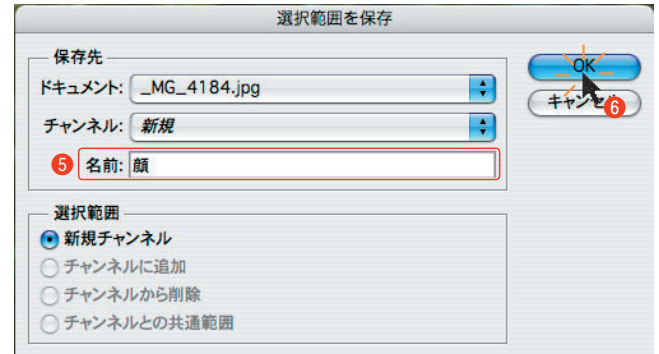 選択範囲を保存
保存先
ドキュメント: _MG_4184.jpg
チャンネル: 新規
5 名前: 顔
OK
キャンセル
6
選択範囲
新規チャンネル
チャンネルに追加
チャンネルから削除
チャンネルとの共通範囲